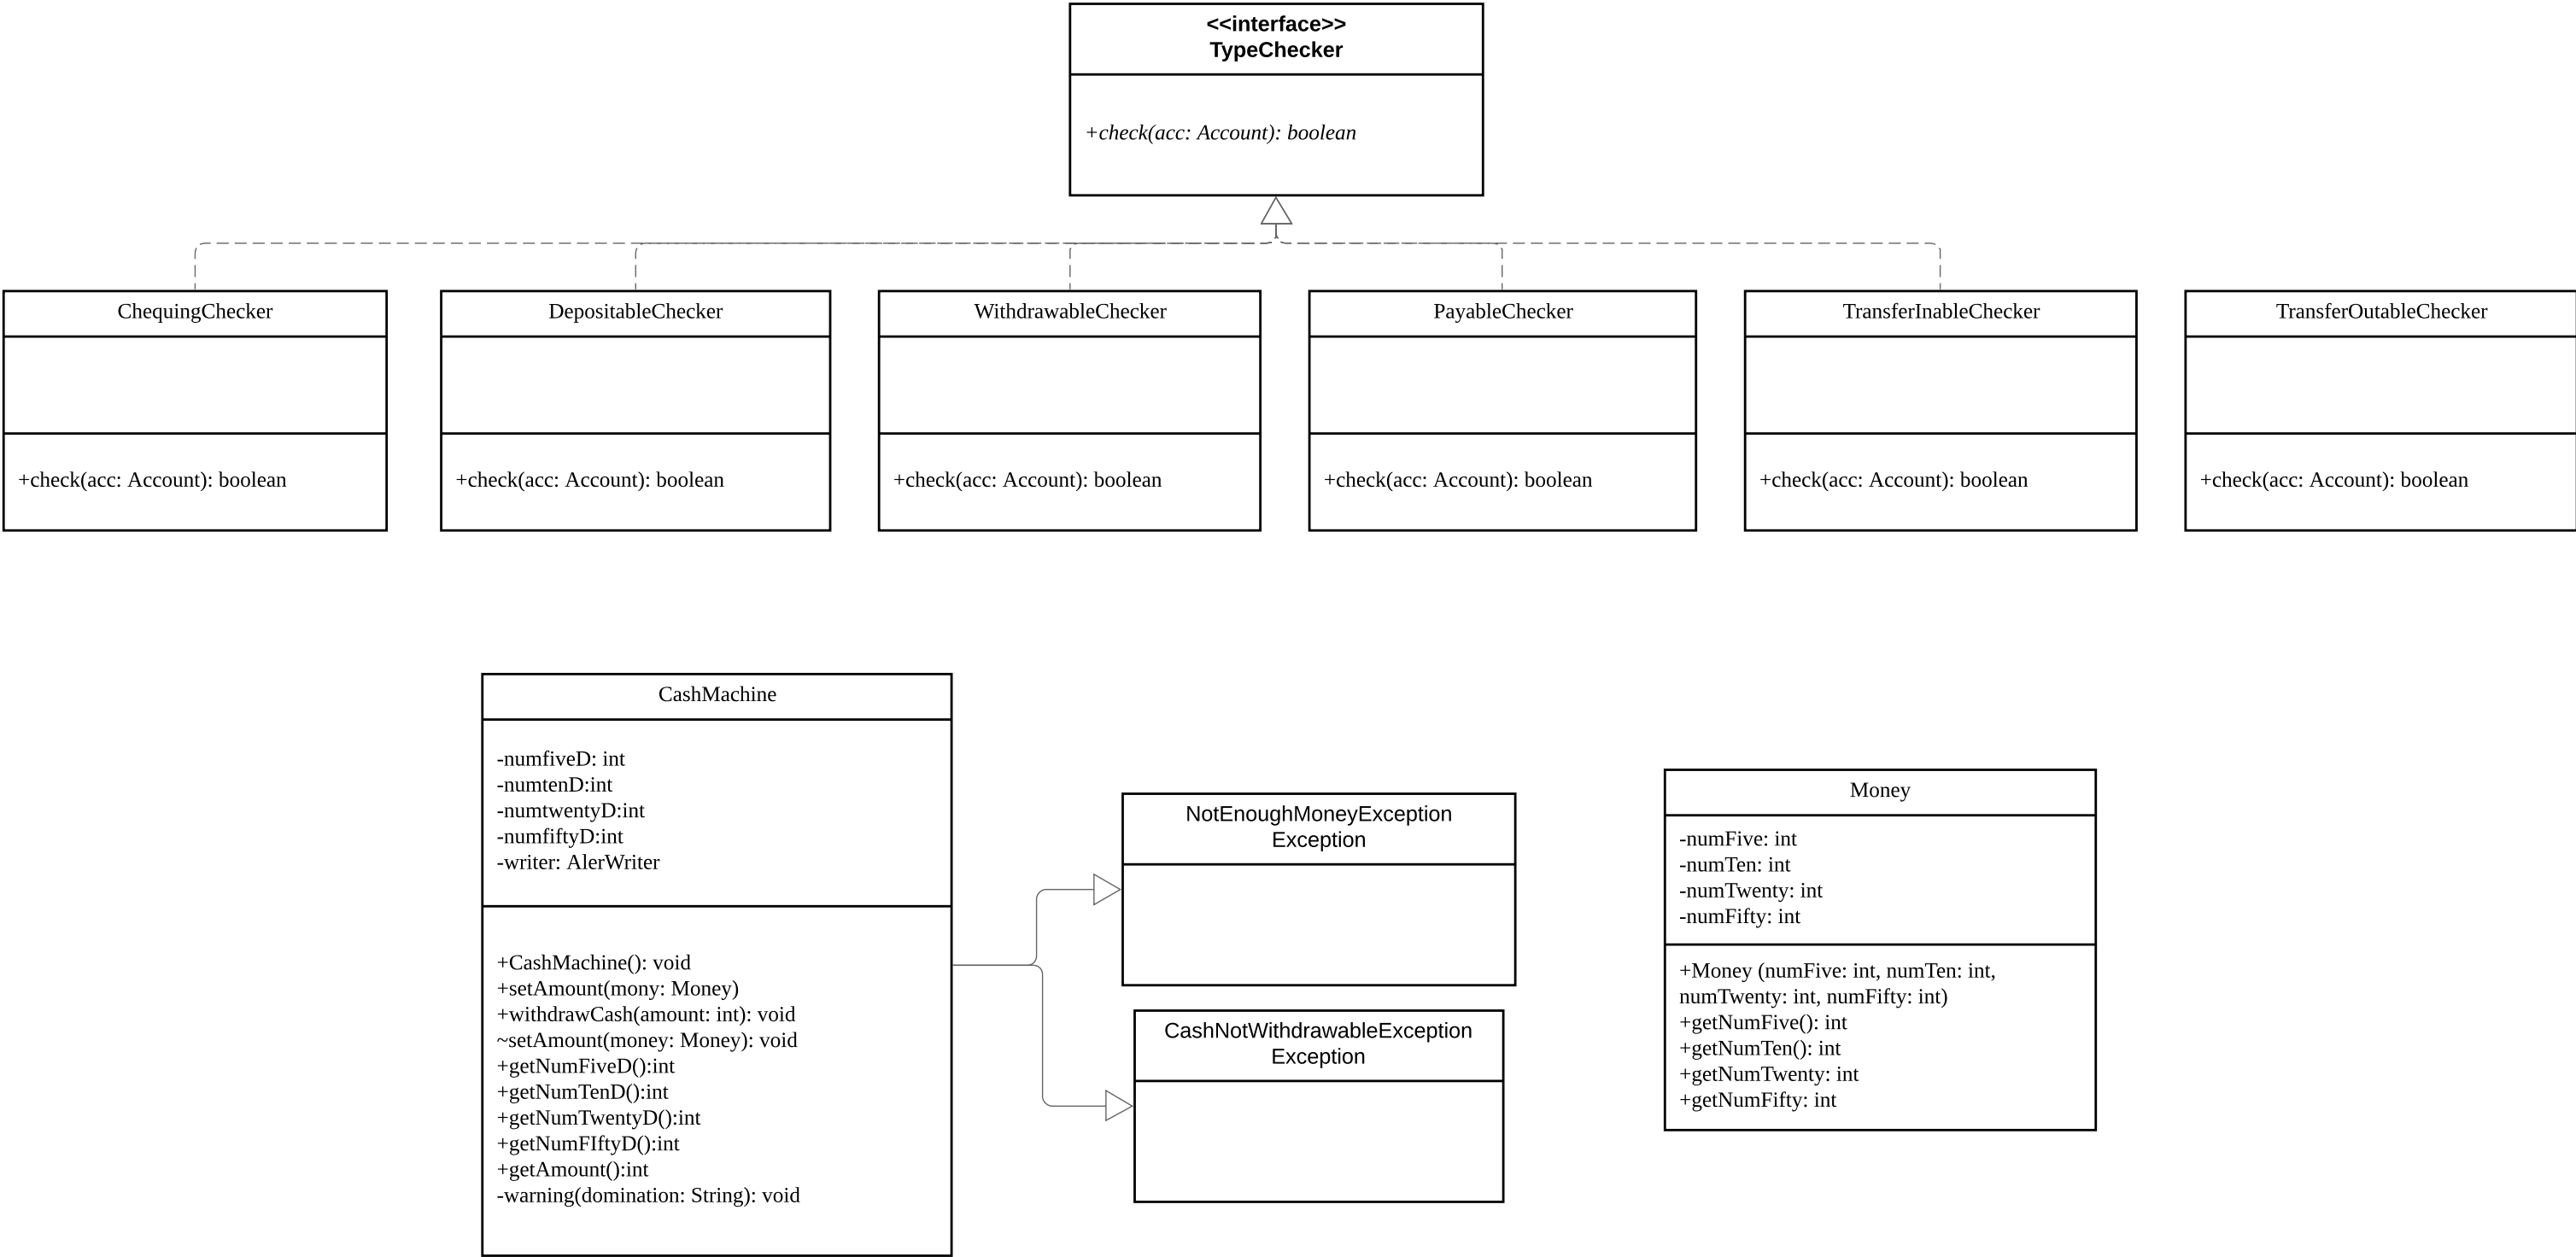 <<interface>>
TypeChecker
+check(acc: Account): boolean
ChequingChecker
+check(acc: Account): boolean
DepositableChecker
+check(acc: Account): boolean
WithdrawableChecker
+check(acc: Account): boolean
PayableChecker
+check(acc: Account): boolean
TransferInableChecker
+check(acc: Account): boolean
TransferOutableChecker
+check(acc: Account): boolean
CashMachine
-numfiveD: int
-numtenD:int
-numtwentyD:int
-numfiftyD:int
-writer: AlerWriter
+CashMachine(): void
+setAmount(mony: Money)
+withdrawCash(amount: int): void
~setAmount(money: Money): void
+getNumFiveD():int
+getNumTenD():int
+getNumTwentyD():int
+getNumFIftyD():int
+getAmount():int
-warning(domination: String): void
NotEnoughMoneyException
Exception
CashNotWithdrawableException
Exception
Money
-numFive: int
-numTen: int
-numTwenty: int
-numFifty: int
+Money (numFive: int, numTen: int,
numTwenty: int, numFifty: int)
+getNumFive(): int
+getNumTen(): int
+getNumTwenty: int
+getNumFifty: int